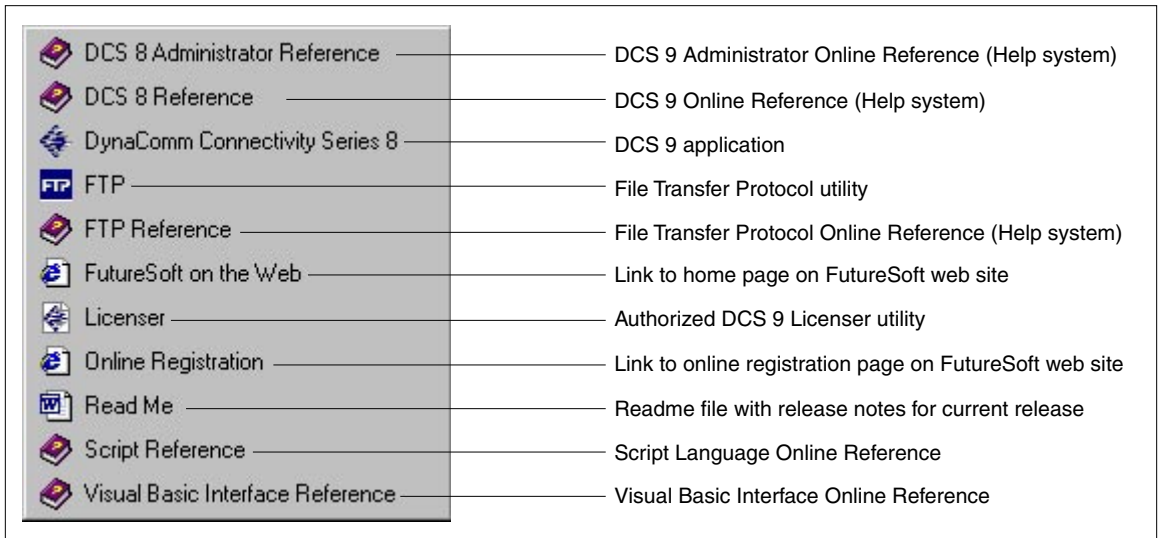 DCS 8 Administrator Reference DCS 9 Administrator Online Reference (Help system)
DCS 8 Reference DCS 9 Online Reference (Help system)
DynaComm Connectivity Series 8 DCS 9 application
FTP FTP File Transfer Protocol utility
FTP Reference File Transfer Protocol Online Reference (Help system)
FutureSoft on the Web Link to home page on FutureSoft web site
Licenser Authorized DCS 9 Licenser utility
Online Registration Link to online registration page on FutureSoft web site
W Read Me Readme file with release notes for current release
Script Reference Script Language Online Reference
Visual Basic Interface Reference Visual Basic Interface Online Reference